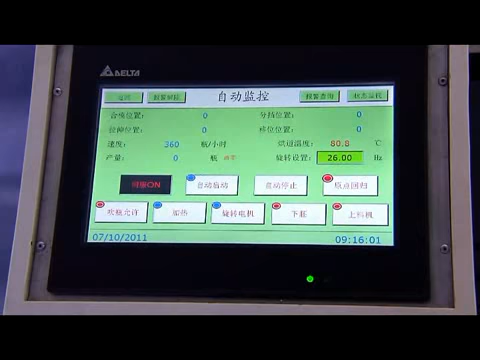 DELTA
返回 报警解除 自动监控 报警查询 状态监视
合模位置: 0 分挡位置: 0
拉伸位置: 0 移位位置: 0
速度: 360 瓶/小时 烘道温度: 80.8 ℃
产量: 0 瓶 清零 旋转设置: 26.00 Hz
伺服ON 自动启动 自动停止 原点回归
吹瓶允许 加热 旋转电机 下胚 上料机
07/10/2011 09:16:01